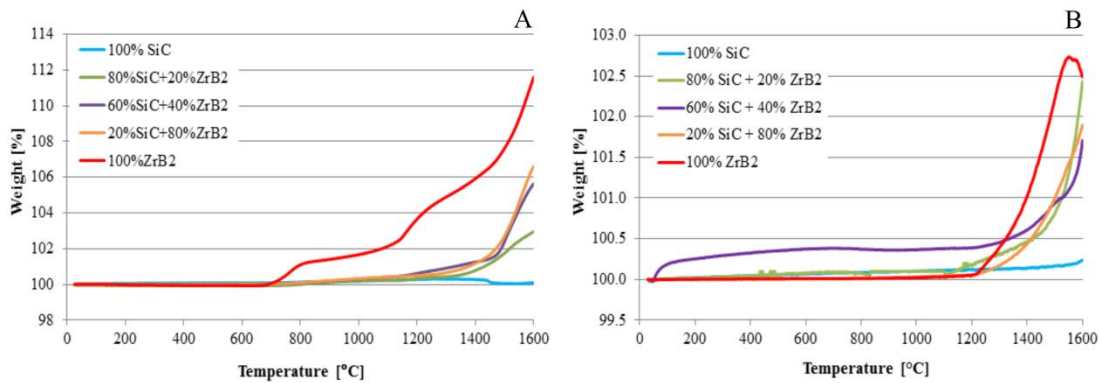 A
114
112
110
108
106
104
102
100
98
Weight [%]
100% SiC
80%SiC+20%ZrB2
60%SiC+40%ZrB2
20%SiC+80%ZrB2
100%ZrB2
0 200 400 600 800 1000 1200 1400 1600
Temperature [°C]
B
103.0
102.5
102.0
101.5
101.0
100.5
100.0
99.5
Weight [%]
100% SiC
80% SiC + 20% ZrB2
60% SiC + 40% ZrB2
20% SiC + 80% ZrB2
100% ZrB2
0 200 400 600 800 1000 1200 1400 1600
Temperature [°C]